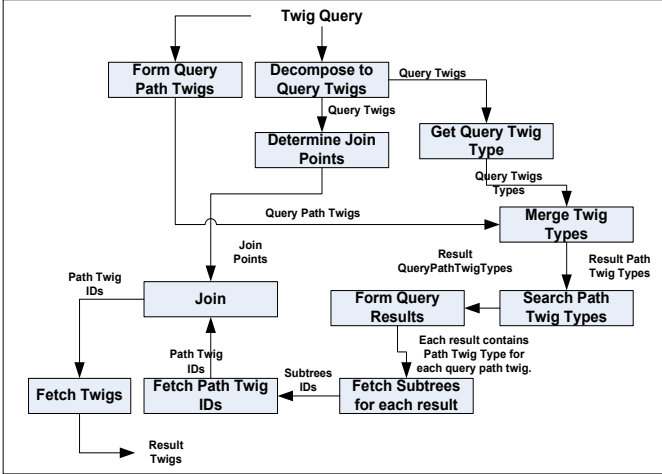 Twig Query
Form Query
Path Twigs
Decompose to
Query Twigs
Query Twigs
Query Twigs
Get Query Twig
Type
Determine Join
Points
Query Twigs
Types
Query Path Twigs
Merge Twig
Types
Join
Points
Result
QueryPathTwigTypes
Result Path
Twig Types
Path Twig
IDs
Join
Form Query
Results
Search Path
Twig Types
Each result contains
Path Twig Type for
each query path twig.
Path Twig
IDs
Subtrees
IDs
Fetch Twigs
Fetch Path Twig
IDs
Fetch Subtrees
for each result
Result
Twigs